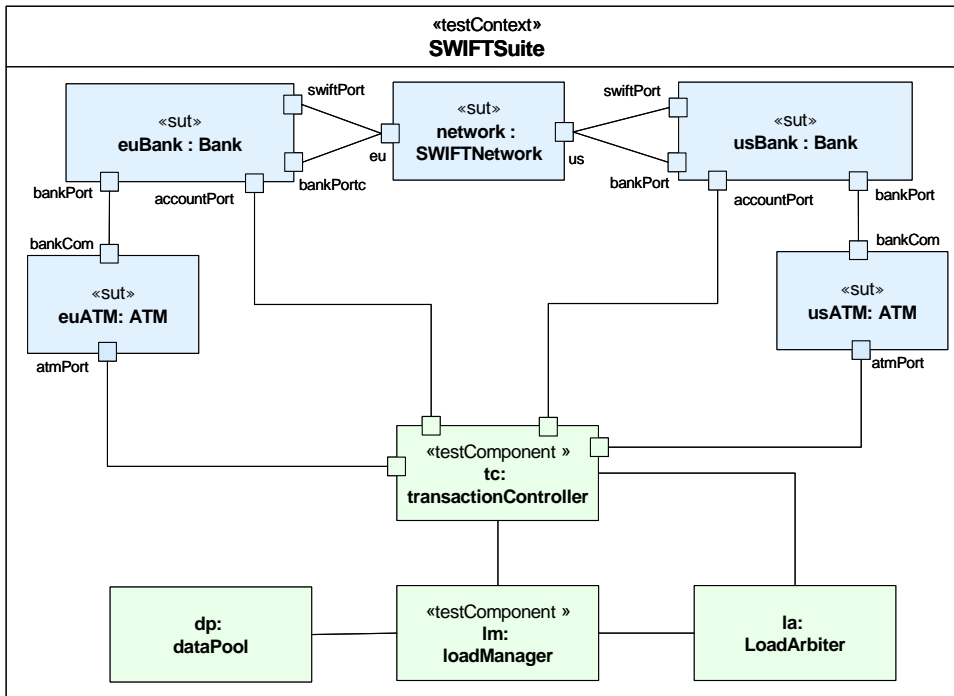 «testContext»
SWIFTSuite
swiftPort
swiftPort
«sut»
euBank : Bank
«sut»
network :
SWIFTNetwork
«sut»
usBank : Bank
eu
us
bankPortc
bankPort
bankPort
accountPort
accountPort
bankPort
bankCom
bankCom
«sut»
euATM: ATM
«sut»
usATM: ATM
atmPort
atmPort
«testComponent »
tc:
transactionController
dp:
dataPool
«testComponent »
lm:
loadManager
la:
LoadArbiter